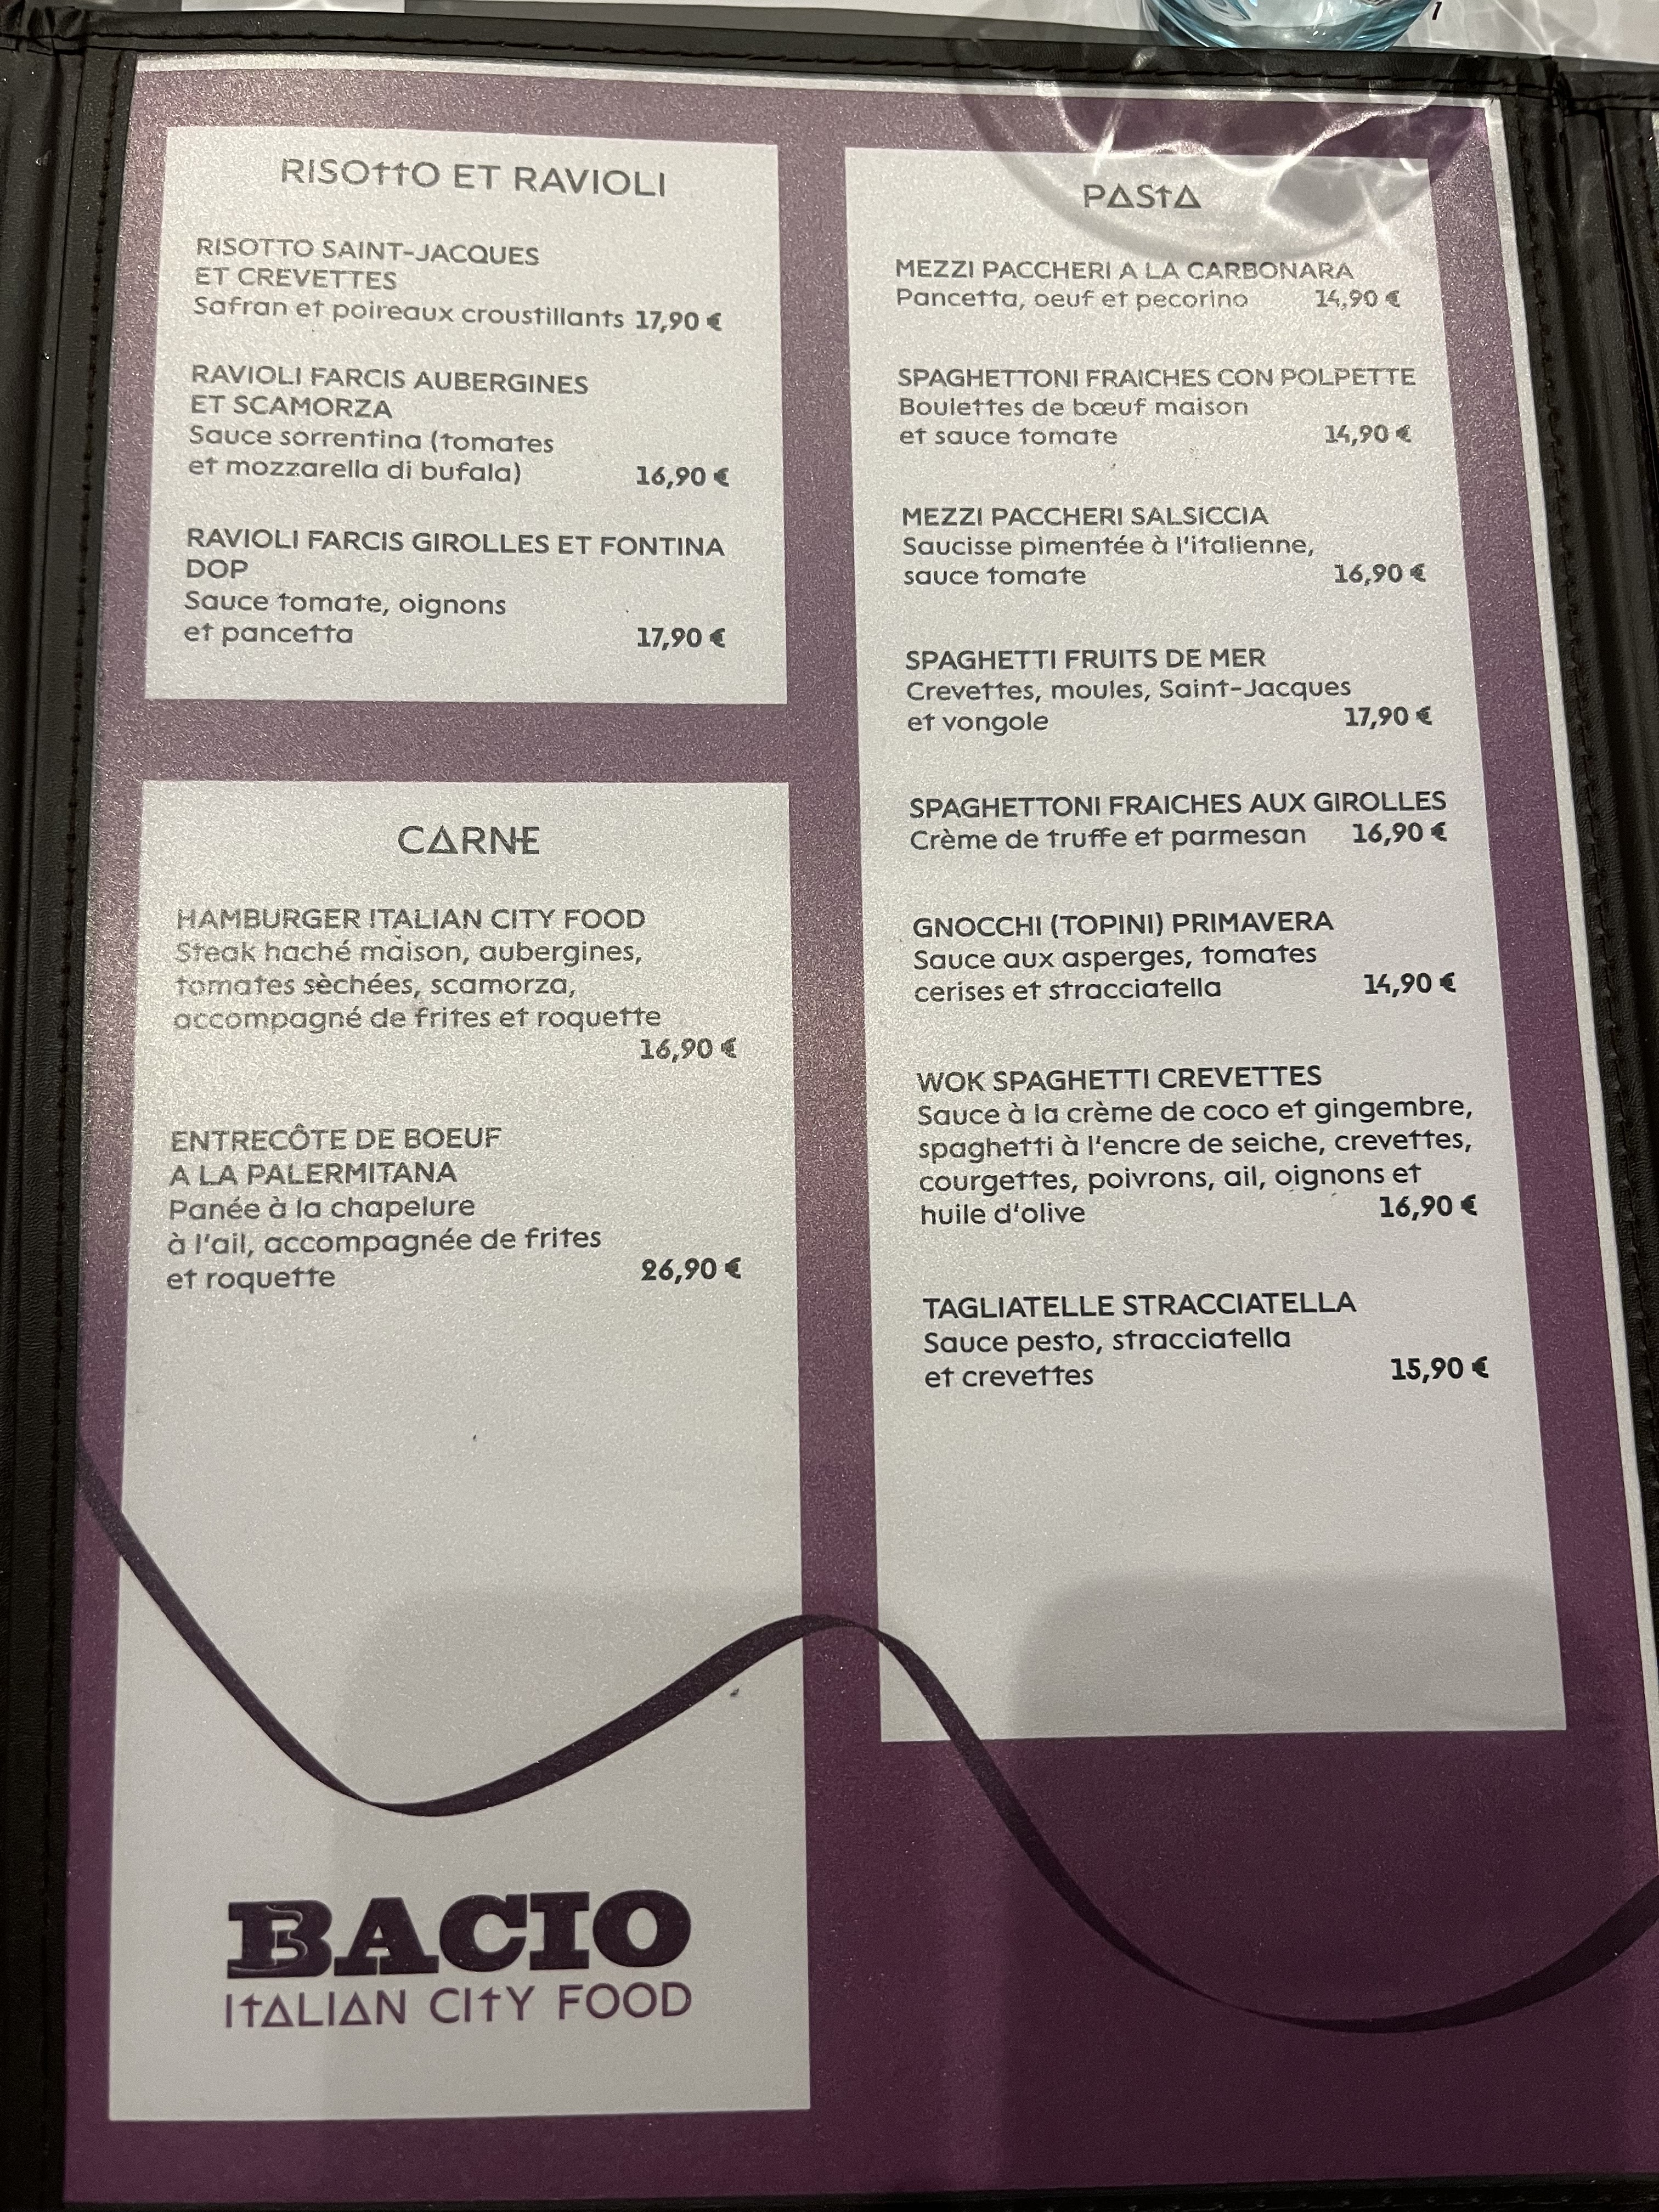 RISOTTO ET RAVIOLI
RISOTTO SAINT-JACQUES
ET CREVETTES
Safran et poireaux croustillants 17,90 €
RAVIOLI FARCIS AUBERGINES
ET SCAMORZA
Sauce sorrentina (tomates
et mozzarella di bufala) 16,90 €
RAVIOLI FARCIS GIROLLES ET FONTINA
DOP
Sauce tomate, oignons
et pancetta 17,90 €
CARNE
HAMBURGER ITALIAN CITY FOOD
Steak haché maison, aubergines,
tomates sèchées, scamorza,
accompagné de frites et roquette
16,90 €
ENTRECÔTE DE BOEUF
A LA PALERMITANA
Panée à la chapelure
à l'ail, accompagnée de frites
et roquette 26,90 €
BACIO
ITALIAN CITY FOOD
PASTA
MEZZI PACCHERI A LA CARBONARA
Pancetta, oeuf et pecorino 14,90 €
SPAGHETTONI FRAICHES CON POLPETTE
Boulettes de bœuf maison
et sauce tomate 14,90 €
MEZZI PACCHERI SALSICCIA
Saucisse pimentée à l'italienne,
sauce tomate 16,90 €
SPAGHETTI FRUITS DE MER
Crevettes, moules, Saint-Jacques
et vongole 17,90 €
SPAGHETTONI FRAICHES AUX GIROLLES
Crème de truffe et parmesan 16,90 €
GNOCCHI (TOPINI) PRIMAVERA
Sauce aux asperges, tomates
cerises et stracciatella 14,90 €
WOK SPAGHETTI CREVETTES
Sauce à la crème de coco et gingembre,
spaghetti à l'encre de seiche, crevettes,
courgettes, poivrons, ail, oignons et
huile d'olive 16,90 €
TAGLIATELLE STRACCIATELLA
Sauce pesto, stracciatella
et crevettes 15,90 €